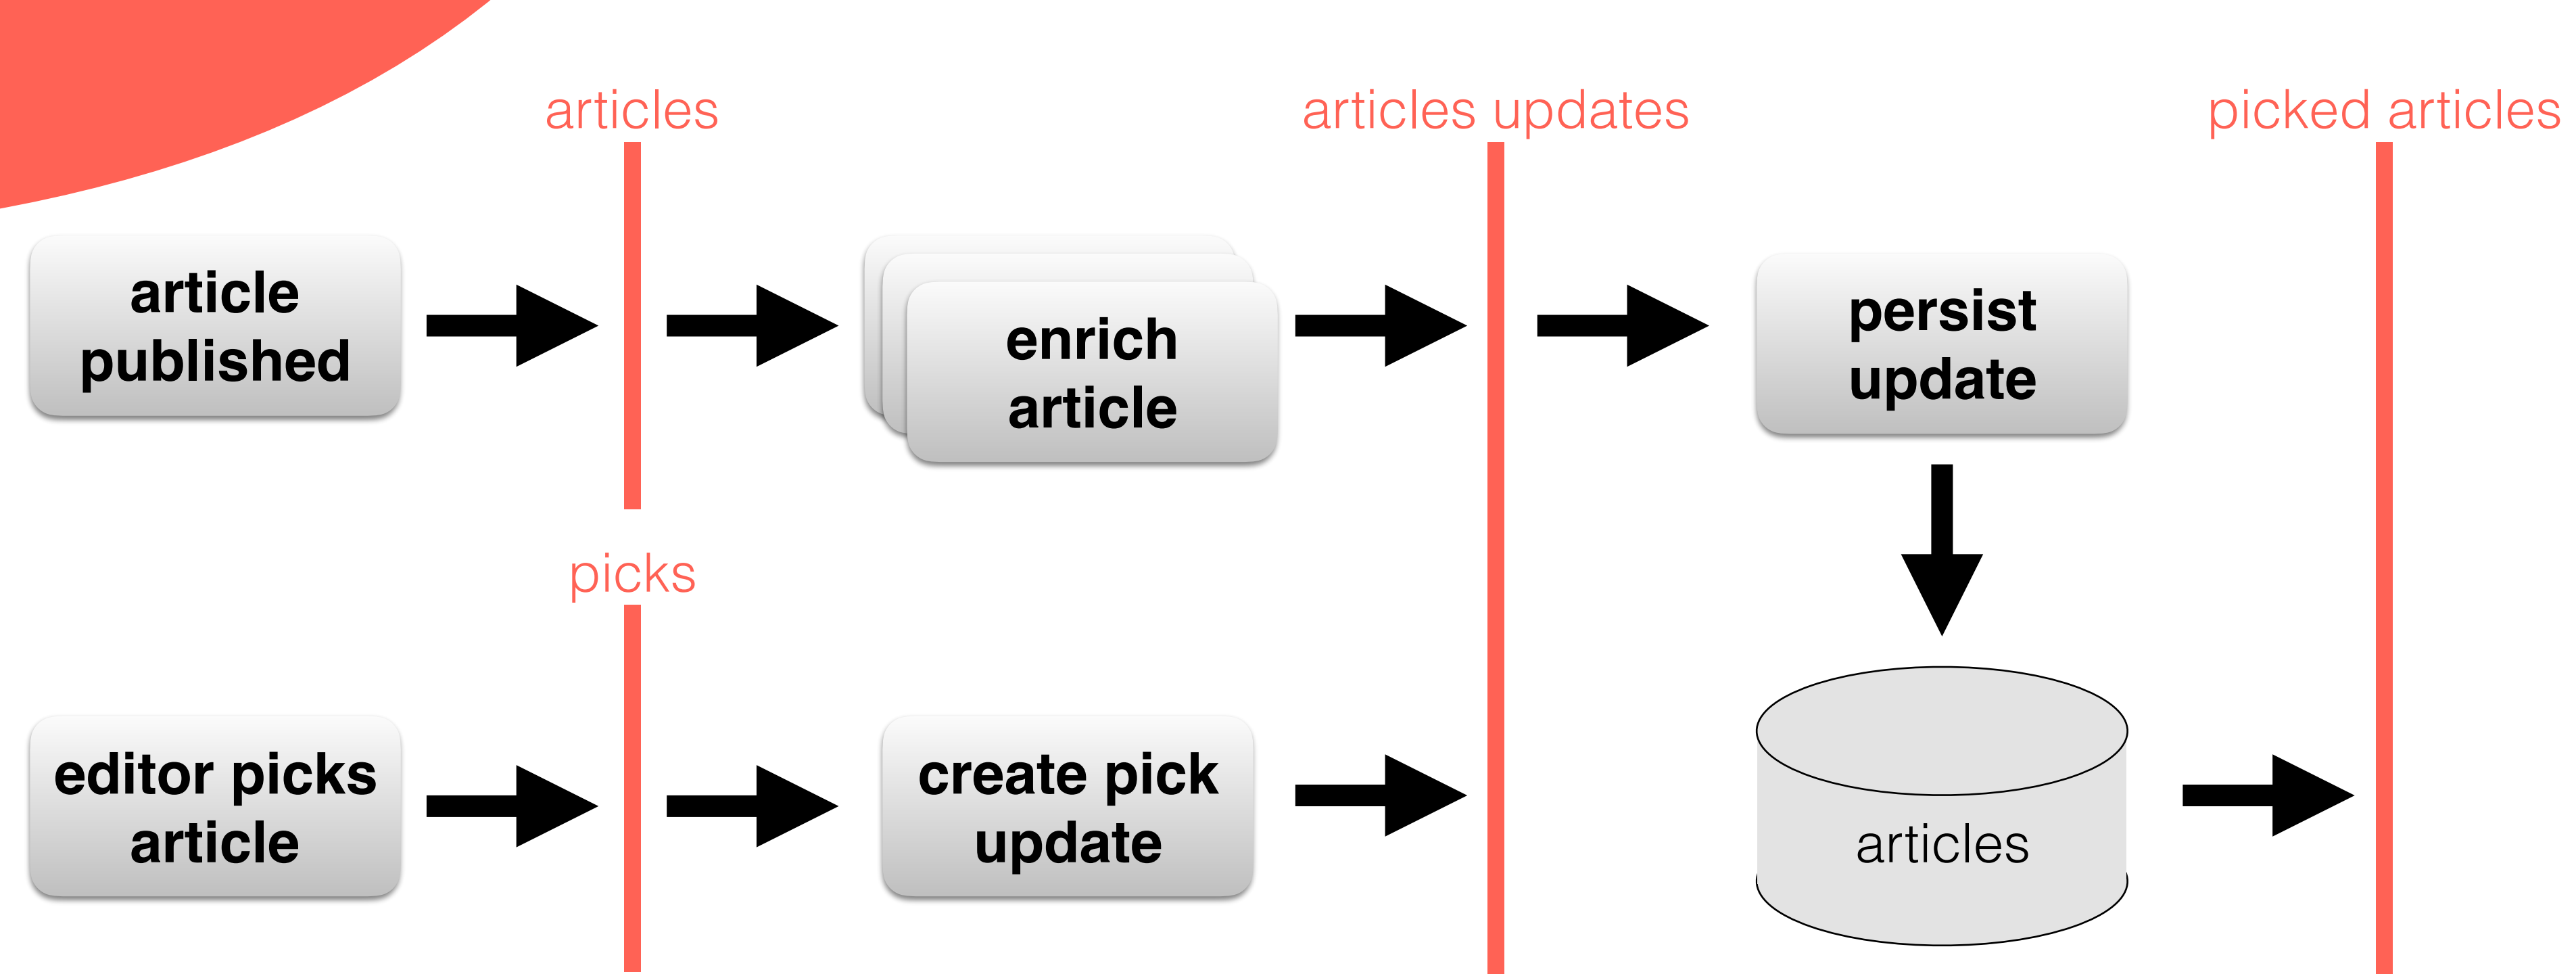 articles
articles updates
picked articles
article
published
enrich
article
persist
update
picks
editor picks
article
create pick
update
articles